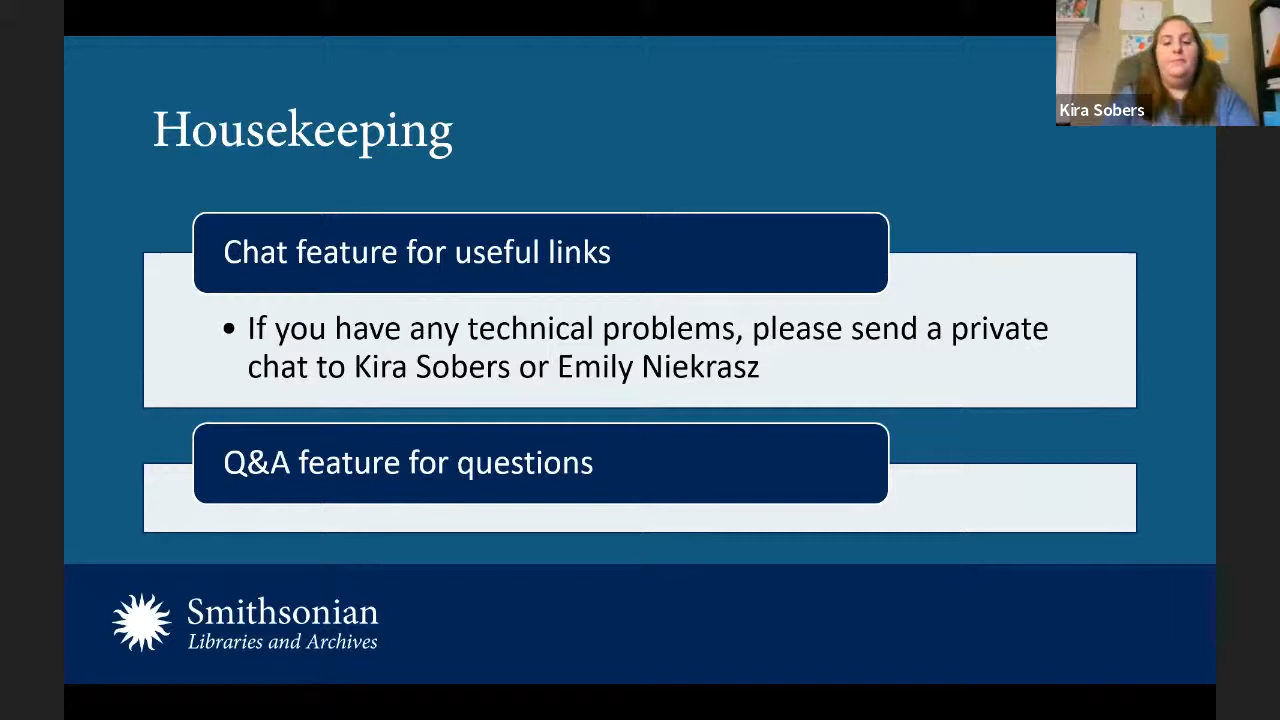 Kira Sobers
Housekeeping
Chat feature for useful links
• If you have any technical problems, please send a private
chat to Kira Sobers or Emily Niekrasz
Q&A feature for questions
Smithsonian
Libraries and Archives